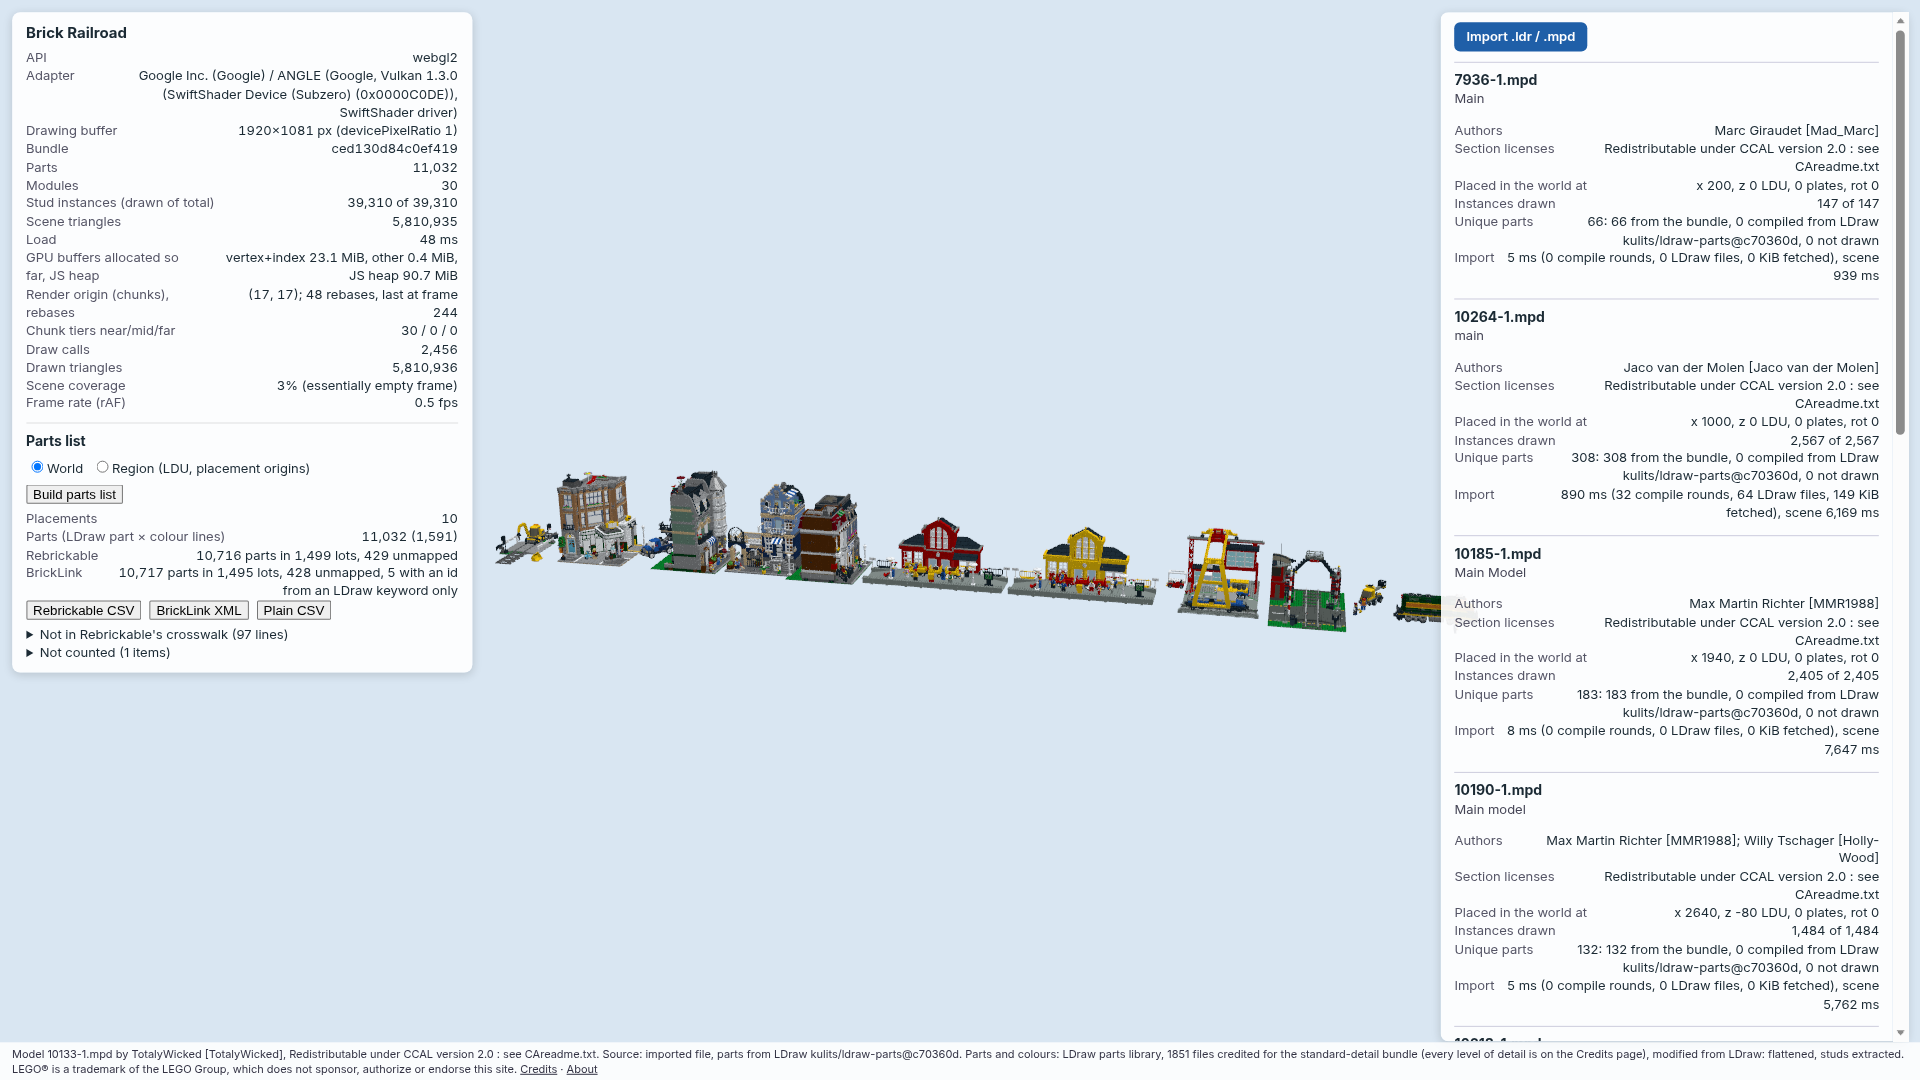 Brick Railroad
API webgl2
Adapter Google Inc. (Google) / ANGLE (Google, Vulkan 1.3.0
(SwiftShader Device (Subzero) (0x0000C0DE)),
SwiftShader driver)
Drawing buffer 1920×1081 px (devicePixelRatio 1)
Bundle ced130d84c0ef419
Parts 11,032
Modules 30
Stud instances (drawn of total) 39,310 of 39,310
Scene triangles 5,810,935
Load 48 ms
GPU buffers allocated so vertex+index 23.1 MiB, other 0.4 MiB,
far, JS heap JS heap 90.7 MiB
Render origin (chunks), (17, 17); 48 rebases, last at frame
rebases 244
Chunk tiers near/mid/far 30 / 0 / 0
Draw calls 2,456
Drawn triangles 5,810,936
Scene coverage 3% (essentially empty frame)
Frame rate (rAF) 0.5 fps
Parts list
World Region (LDU, placement origins)
Build parts list
Placements 10
Parts (LDraw part × colour lines) 11,032 (1,591)
Rebrickable 10,716 parts in 1,499 lots, 429 unmapped
BrickLink 10,717 parts in 1,495 lots, 428 unmapped, 5 with an id
from an LDraw keyword only
Rebrickable CSV BrickLink XML Plain CSV
▶ Not in Rebrickable's crosswalk (97 lines)
▶ Not counted (1 items)
Import .ldr / .mpd
7936-1.mpd
Main
Authors Marc Giraudet [Mad_Marc]
Section licenses Redistributable under CCAL version 2.0 : see
CAreadme.txt
Placed in the world at x 200, z 0 LDU, 0 plates, rot 0
Instances drawn 147 of 147
Unique parts 66: 66 from the bundle, 0 compiled from LDraw
kulits/ldraw-parts@c70360d, 0 not drawn
Import 5 ms (0 compile rounds, 0 LDraw files, 0 KiB fetched), scene
939 ms
10264-1.mpd
main
Authors Jaco van der Molen [Jaco van der Molen]
Section licenses Redistributable under CCAL version 2.0 : see
CAreadme.txt
Placed in the world at x 1000, z 0 LDU, 0 plates, rot 0
Instances drawn 2,567 of 2,567
Unique parts 308: 308 from the bundle, 0 compiled from LDraw
kulits/ldraw-parts@c70360d, 0 not drawn
Import 890 ms (32 compile rounds, 64 LDraw files, 149 KiB
fetched), scene 6,169 ms
10185-1.mpd
Main Model
Authors Max Martin Richter [MMR1988]
Section licenses Redistributable under CCAL version 2.0 : see
CAreadme.txt
Placed in the world at x 1940, z 0 LDU, 0 plates, rot 0
Instances drawn 2,405 of 2,405
Unique parts 183: 183 from the bundle, 0 compiled from LDraw
kulits/ldraw-parts@c70360d, 0 not drawn
Import 8 ms (0 compile rounds, 0 LDraw files, 0 KiB fetched), scene
7,647 ms
10190-1.mpd
Main model
Authors Max Martin Richter [MMR1988]; Willy Tschager [Holly-
Wood]
Section licenses Redistributable under CCAL version 2.0 : see
CAreadme.txt
Placed in the world at x 2640, z -80 LDU, 0 plates, rot 0
Instances drawn 1,484 of 1,484
Unique parts 132: 132 from the bundle, 0 compiled from LDraw
kulits/ldraw-parts@c70360d, 0 not drawn
Import 5 ms (0 compile rounds, 0 LDraw files, 0 KiB fetched), scene
5,762 ms
Model 10133-1.mpd by TotalyWicked [TotalyWicked], Redistributable under CCAL version 2.0 : see CAreadme.txt. Source: imported file, parts from LDraw kulits/ldraw-parts@c70360d. Parts and colours: LDraw parts library, 1851 files credited for the standard-detail bundle (every level of detail is on the Credits page), modified from LDraw: flattened, studs extracted.
LEGO® is a trademark of the LEGO Group, which does not sponsor, authorize or endorse this site. Credits · About